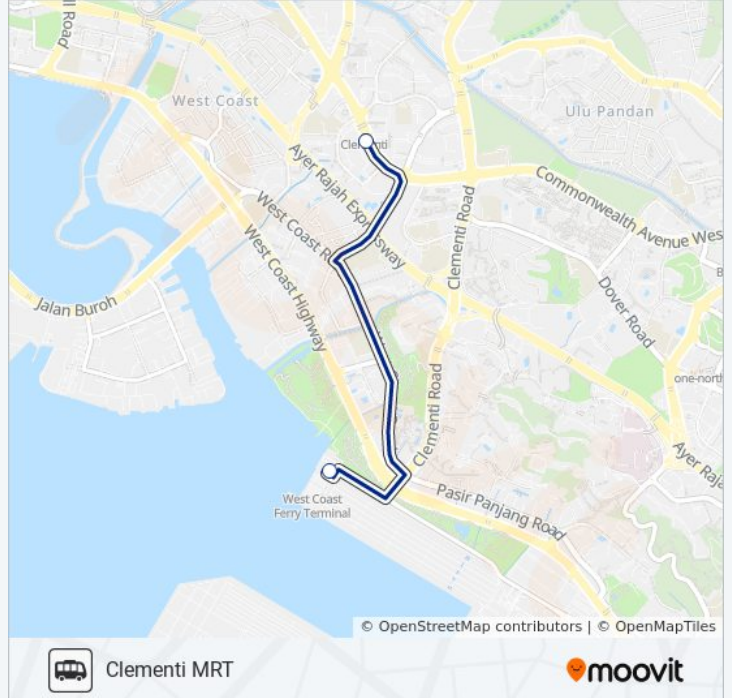 ll Road
West Coast
Ulu Pandan
Clementi
Ayer Rajah Expressway
Commonwealth Avenue Wes
West Coast R
Clementi Road
West Coast Highway
Jalan Buroh
Dover Road
B
one-north
Clementi Road
Ayer Raja
West Coast
Ferry Terminal
Pasir Panjang Road
© OpenStreetMap contributors | © OpenMapTiles
Clementi MRT
moovit